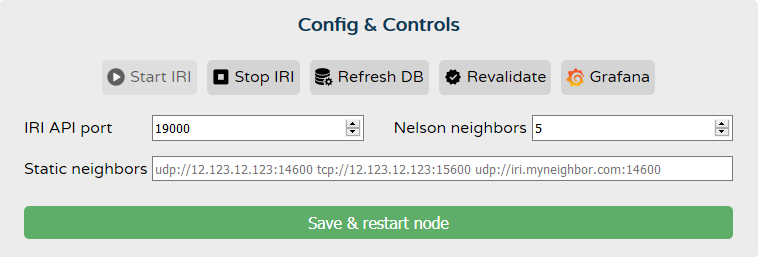 Config & Controls
Start IRI Stop IRI Refresh DB Revalidate Grafana
IRI API port 19000 Nelson neighbors 5
Static neighbors udp://12.123.12.123:14600 tcp://12.123.12.123:15600 udp://iri.myneighbor.com:14600
Save & restart node